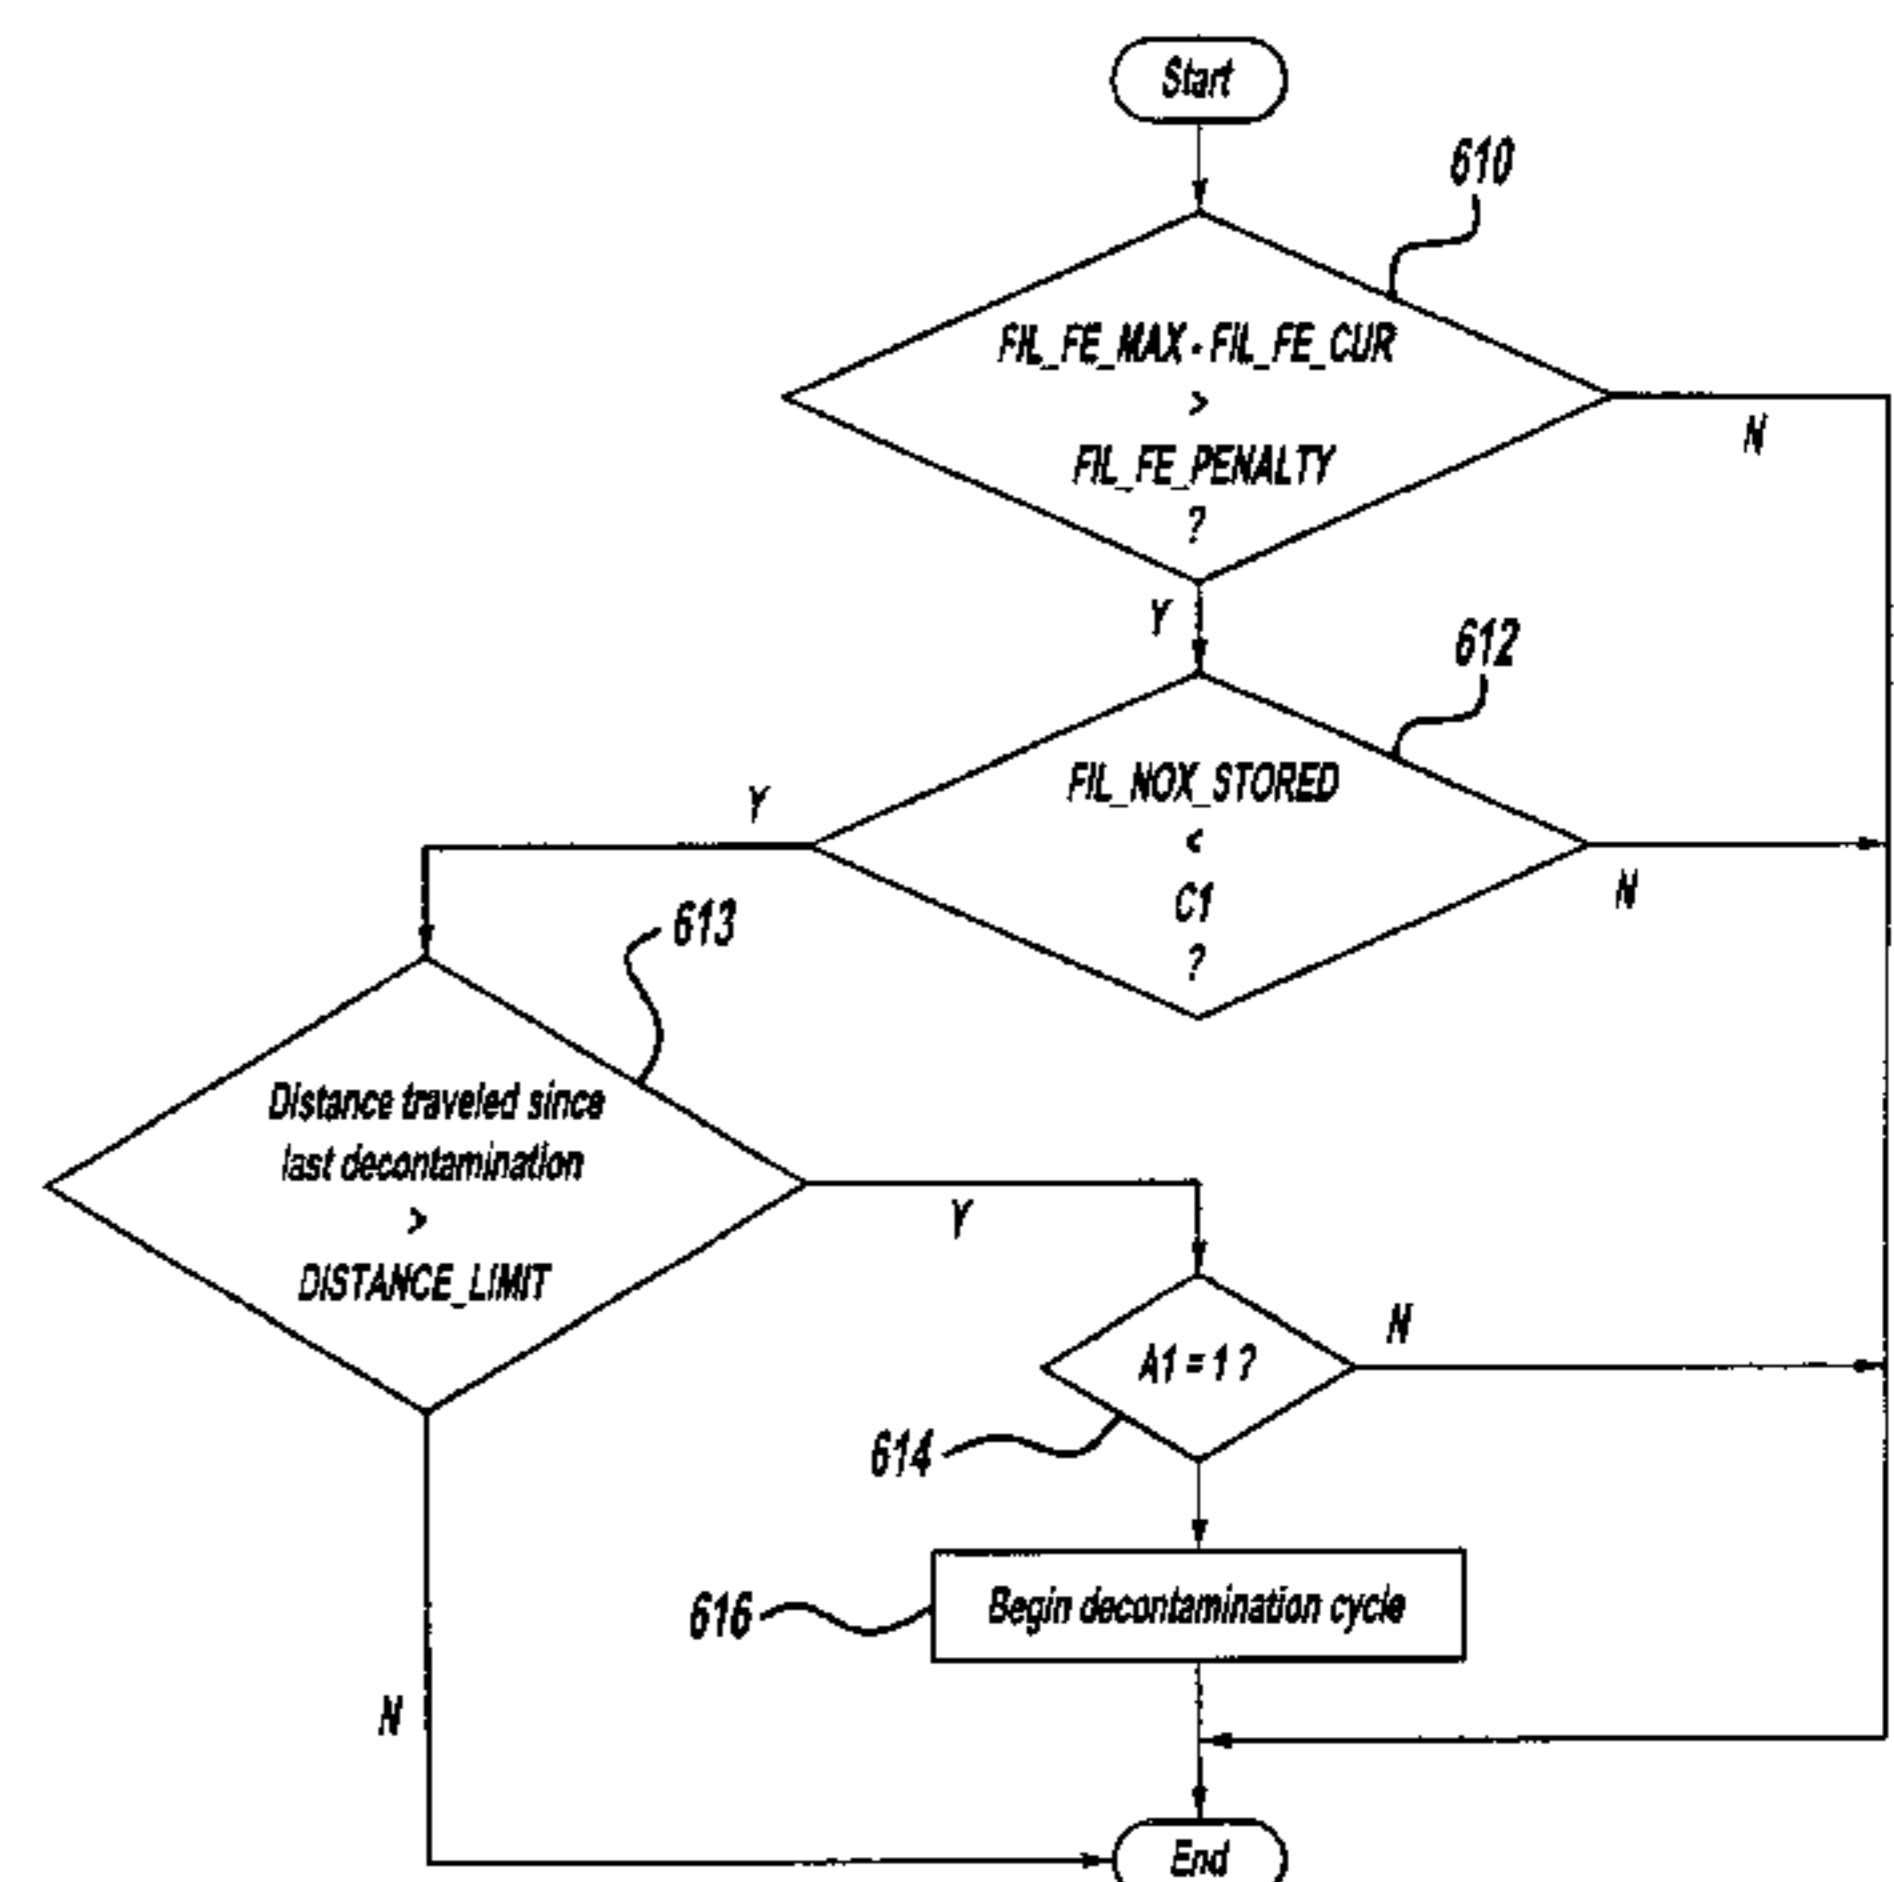 Start
610
FIL_FE_MAX - FIL_FE_CUR
>
FIL_FE_PENALTY
?
N
Y
612
FIL_NOX_STORED
<
C1
?
Y
N
613
Distance traveled since
last decontamination
>
DISTANCE_LIMIT
Y
A1 = 1 ?
N
614
Begin decontamination cycle
616
N
End